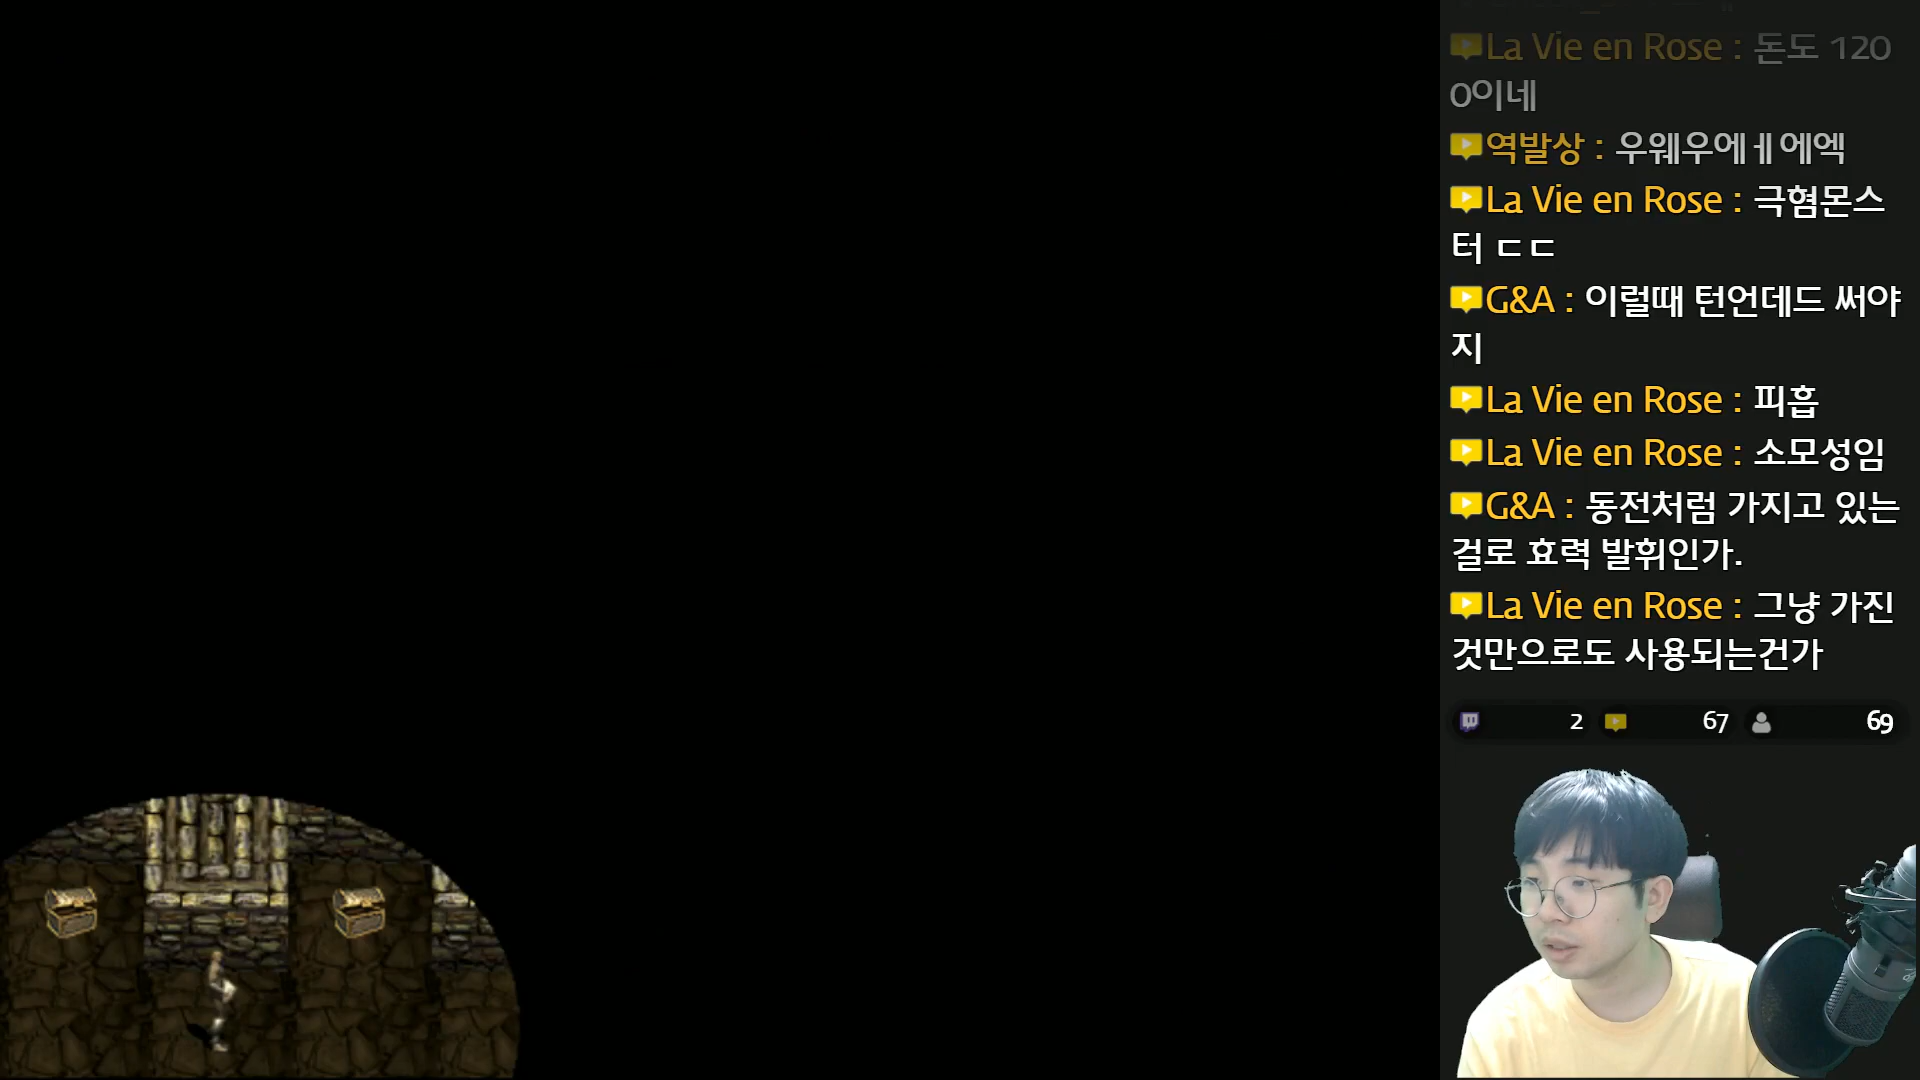 La Vie en Rose : 돈도 120
0이네
역발상 : 우웨우에ㅔ에엑
La Vie en Rose : 극혐몬스
터 ㄷㄷ
G&A : 이럴때 턴언데드 써야
지
La Vie en Rose : 피흡
La Vie en Rose : 소모성임
G&A : 동전처럼 가지고 있는
걸로 효력 발휘인가.
La Vie en Rose : 그냥 가진
것만으로도 사용되는건가
2 67 69